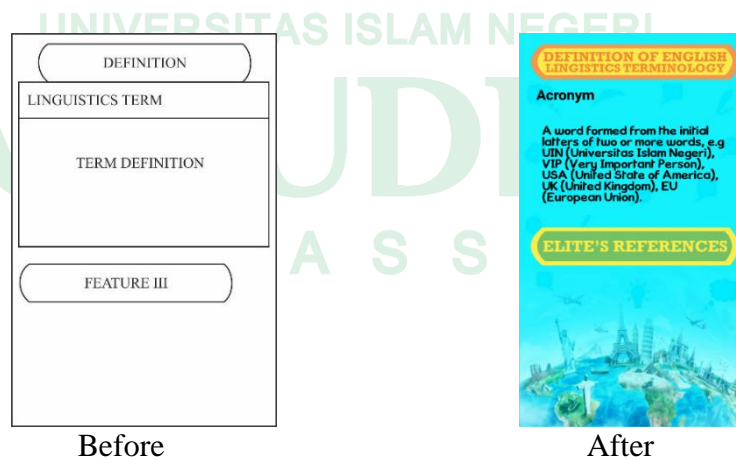 UNIVERSITAS ISLAM NEGERI
DEFINITION
LINGUISTICS TERM
TERM DEFINITION
FEATURE III
Before
DEFINITION OF ENGLISH
LINGISTICS TERMINOLOGY
Acronym
A word formed from the initial
latters of two or more words, e.g
UIN (Universitas Islam Negeri),
VIP (Very Important Person),
USA (United State of America),
UK (United Kingdom), EU
(European Union).
ELITE'S REFERENCES
After